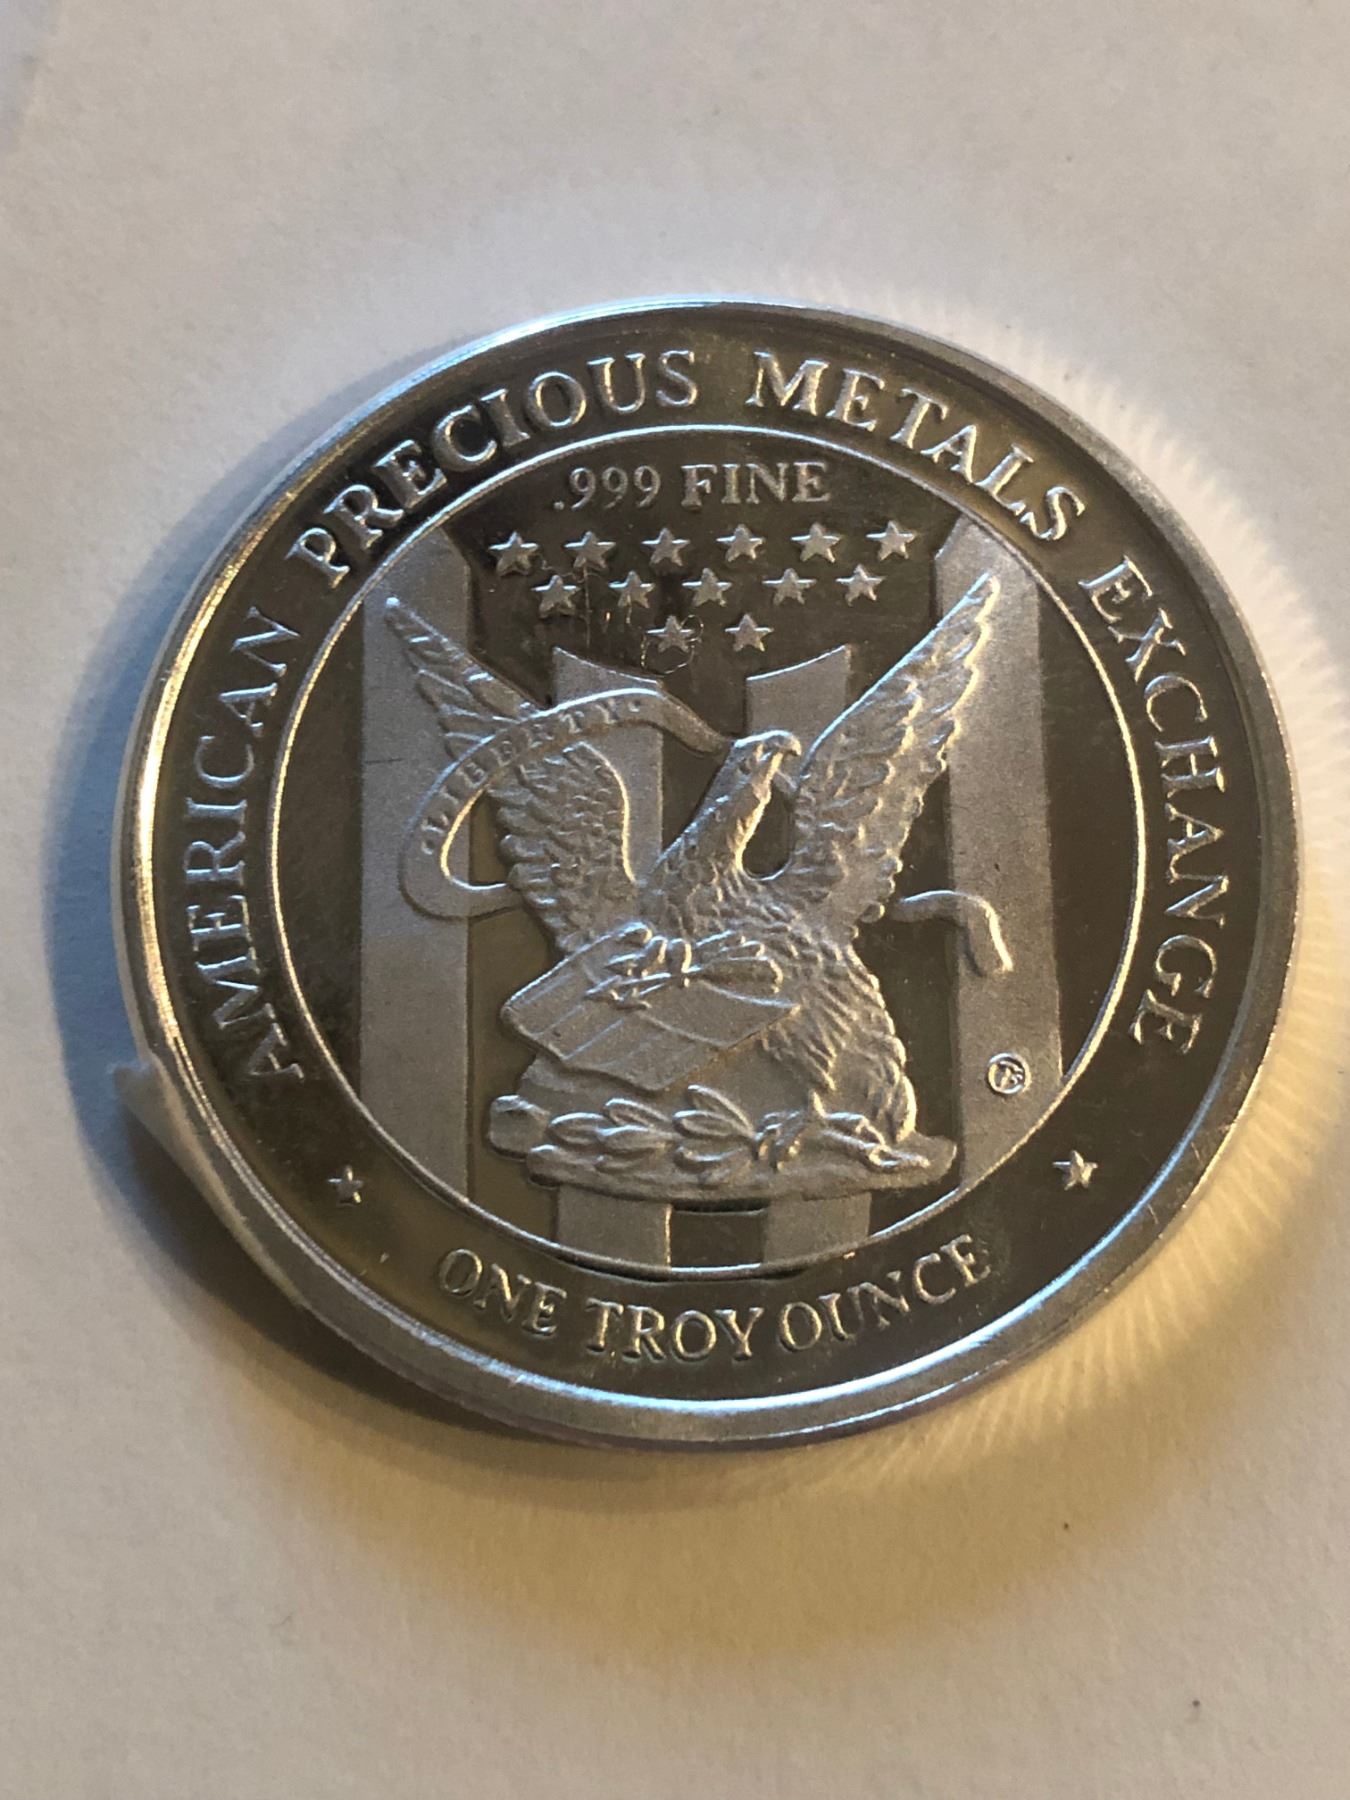 AMERICAN PRECIOUS METALS EXCHANGE
.999 FINE
·LIBERTY·
ONE TROY OUNCE